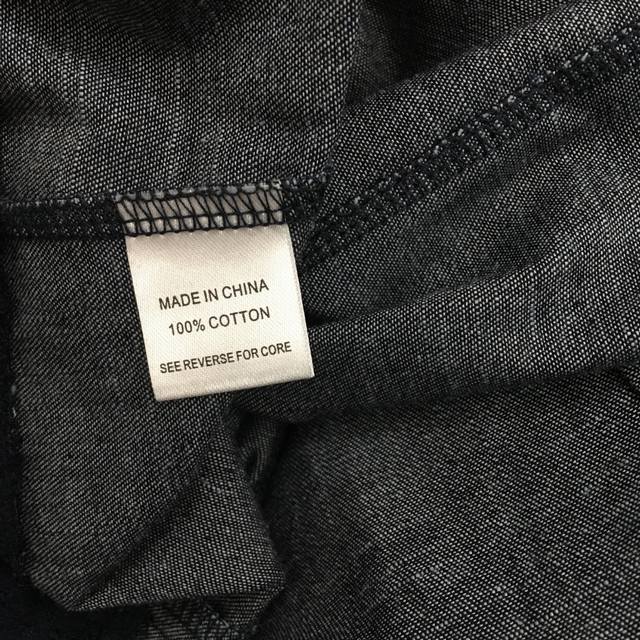 MADE IN CHINA
100% COTTON
SEE REVERSE FOR CORE